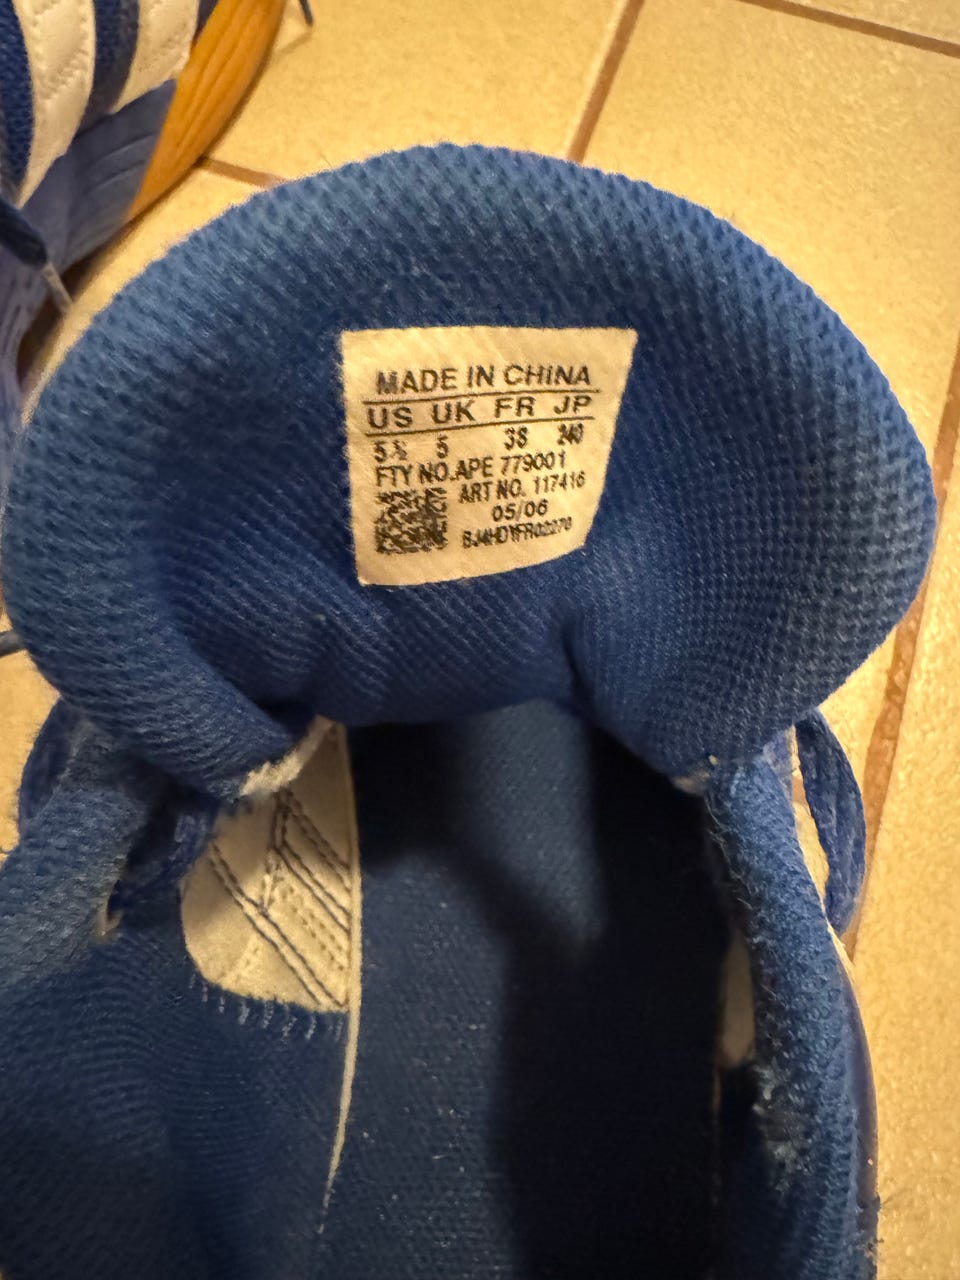 MADE IN CHINA
US UK FR JP
5½ 5 38 240
FTY NO.APE 779001
ART NO. 117416
05/06